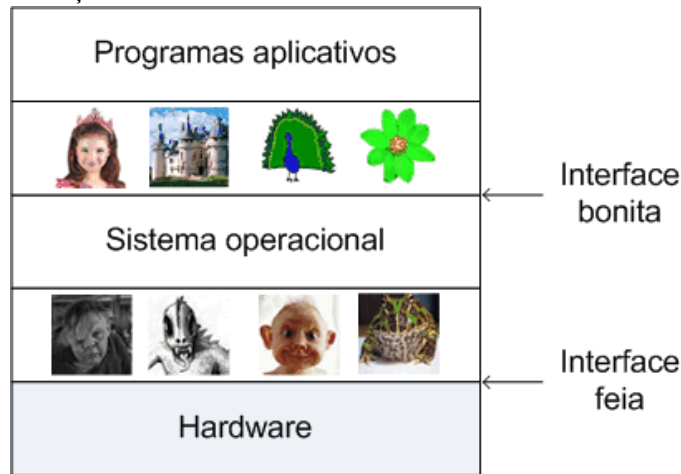 Programas aplicativos
Interface
bonita
Sistema operacional
Interface
feia
Hardware